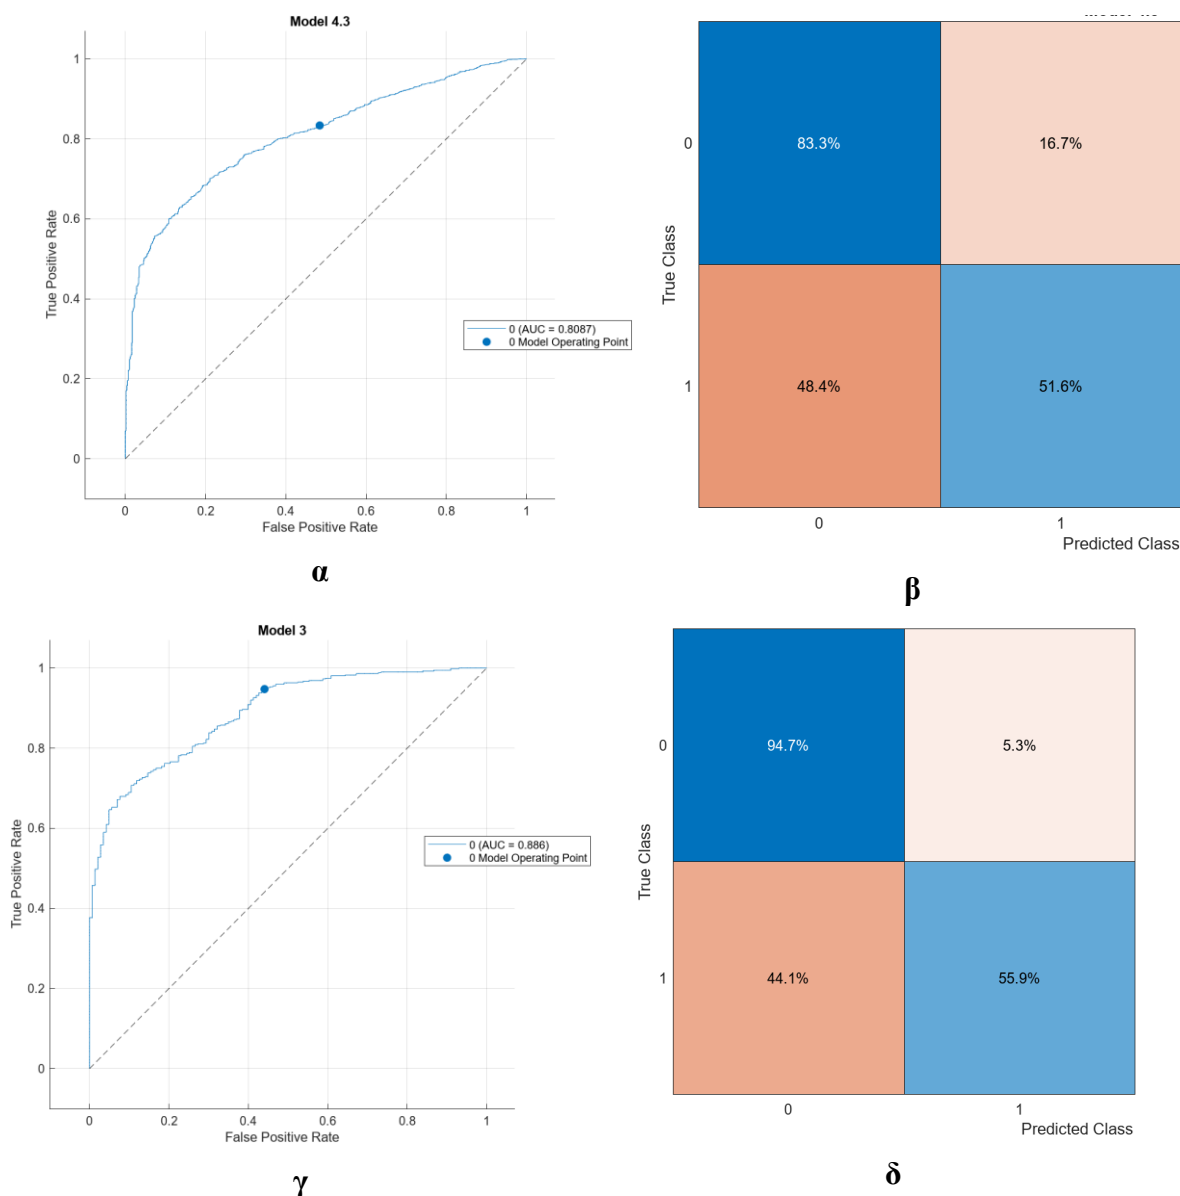 Model 4.3
1
0.8
0.6
0.4
0.2
0
True Positive Rate
0 (AUC = 0.8087)
0 Model Operating Point
0 0.2 0.4 0.6 0.8 1
False Positive Rate
α
0
1
True Class
83.3% 16.7%
48.4% 51.6%
0 1
Predicted Class
β
Model 3
1
0.8
0.6
0.4
0.2
0
True Positive Rate
0 (AUC = 0.886)
0 Model Operating Point
0 0.2 0.4 0.6 0.8 1
False Positive Rate
γ
0
1
True Class
94.7% 5.3%
44.1% 55.9%
0 1
Predicted Class
δ